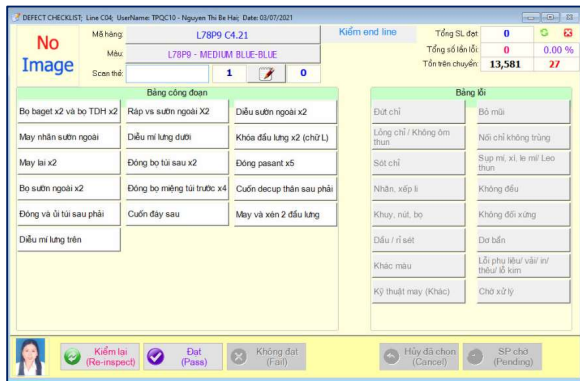 DEFECT CHECKLIST; Line C04; UserName: TPQC10 - Nguyen Thi Be Hai; Date: 03/07/2021
No Image
Mã hàng: L78P9 C4.21
Màu: L78P9 - MEDIUM BLUE-BLUE
Scan thẻ: 1 0
Kiểm end line
Tổng SL đạt 0
Tổng số lần lỗi: 0 0.00 %
Tồn trên chuyền: 13,581 27
Bảng công đoạn
Bọ baget x2 và bọ TDH x2 Ráp vs sườn ngoài X2 Diễu sườn ngoài x2
May nhãn sườn ngoài Diễu mí lưng dưới Khóa đầu lưng x2 (chữ L)
May lai x2 Đóng bọ túi sau x2 Đóng pasant x5
Bọ sườn ngoài x2 Đóng bọ miệng túi trước x4 Cuốn decup thân sau phải
Đóng và ủi túi sau phải Cuốn đáy sau May và xén 2 đầu lưng
Diễu mí lưng trên
Bảng lỗi
Đứt chỉ Bỏ mũi
Lỏng chỉ / Không ôm thun Nối chỉ không trùng
Sót chỉ Sụp mí, xì, le mí/ Leo thun
Nhăn, xếp li Không đều
Khuy, nút, bọ Không đối xứng
Dấu / rỉ sét Dơ bẩn
Khác màu Lỗi phụ liệu/ vải/ in/ thêu/ lỗ kim
Kỹ thuật may (Khác) Chờ xử lý
Kiểm lại (Re-inspect)
Đạt (Pass)
Không đạt (Fail)
Hủy đã chọn (Cancel)
SP chờ (Pending)